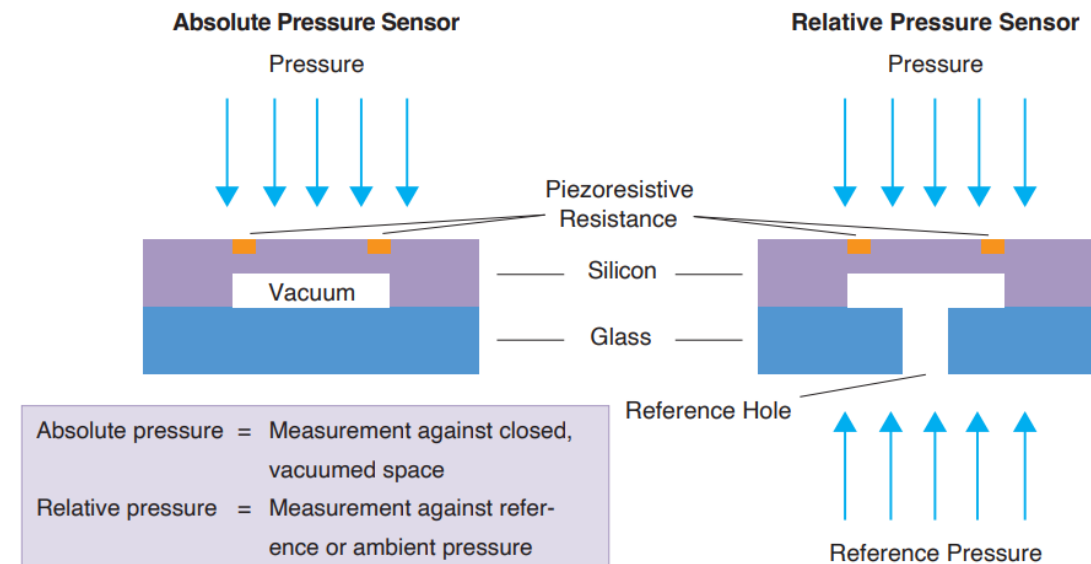 Absolute Pressure Sensor
Pressure
Relative Pressure Sensor
Pressure
Piezoresistive
Resistance
Silicon
Vacuum
Glass
Reference Hole
Absolute pressure = Measurement against closed,
vacuumed space
Relative pressure = Measurement against refer-
ence or ambient pressure
Reference Pressure